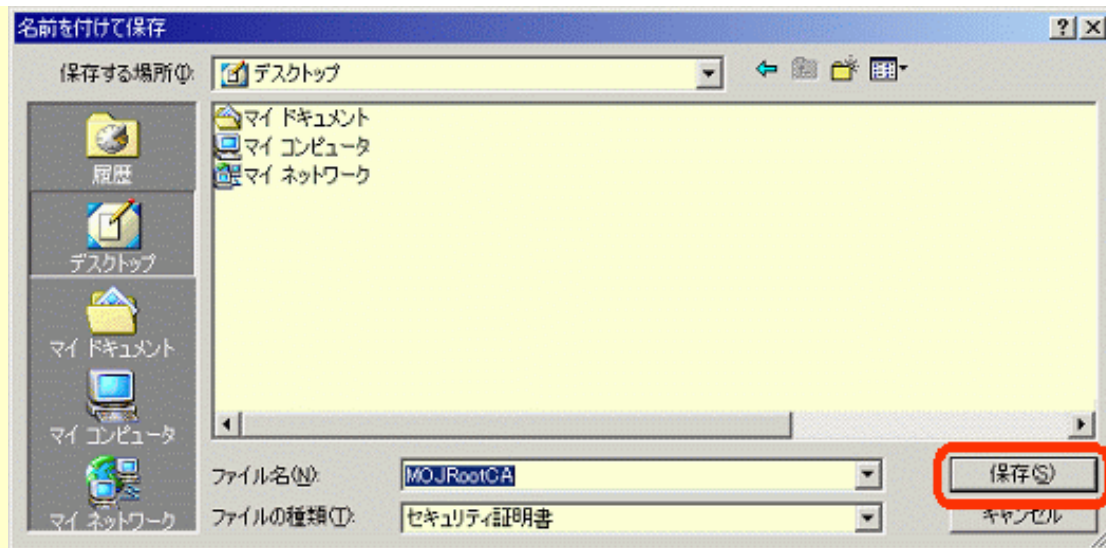 名前を付けて保存
保存する場所(I):
デスクトップ
マイ ドキュメント
マイ コンピュータ
マイ ネットワーク
履歴
デスクトップ
マイ ドキュメント
マイ コンピュータ
マイ ネットワーク
ファイル名(N):
MOJRootCA
保存(S)
ファイルの種類(T):
セキュリティ証明書
キャンセル